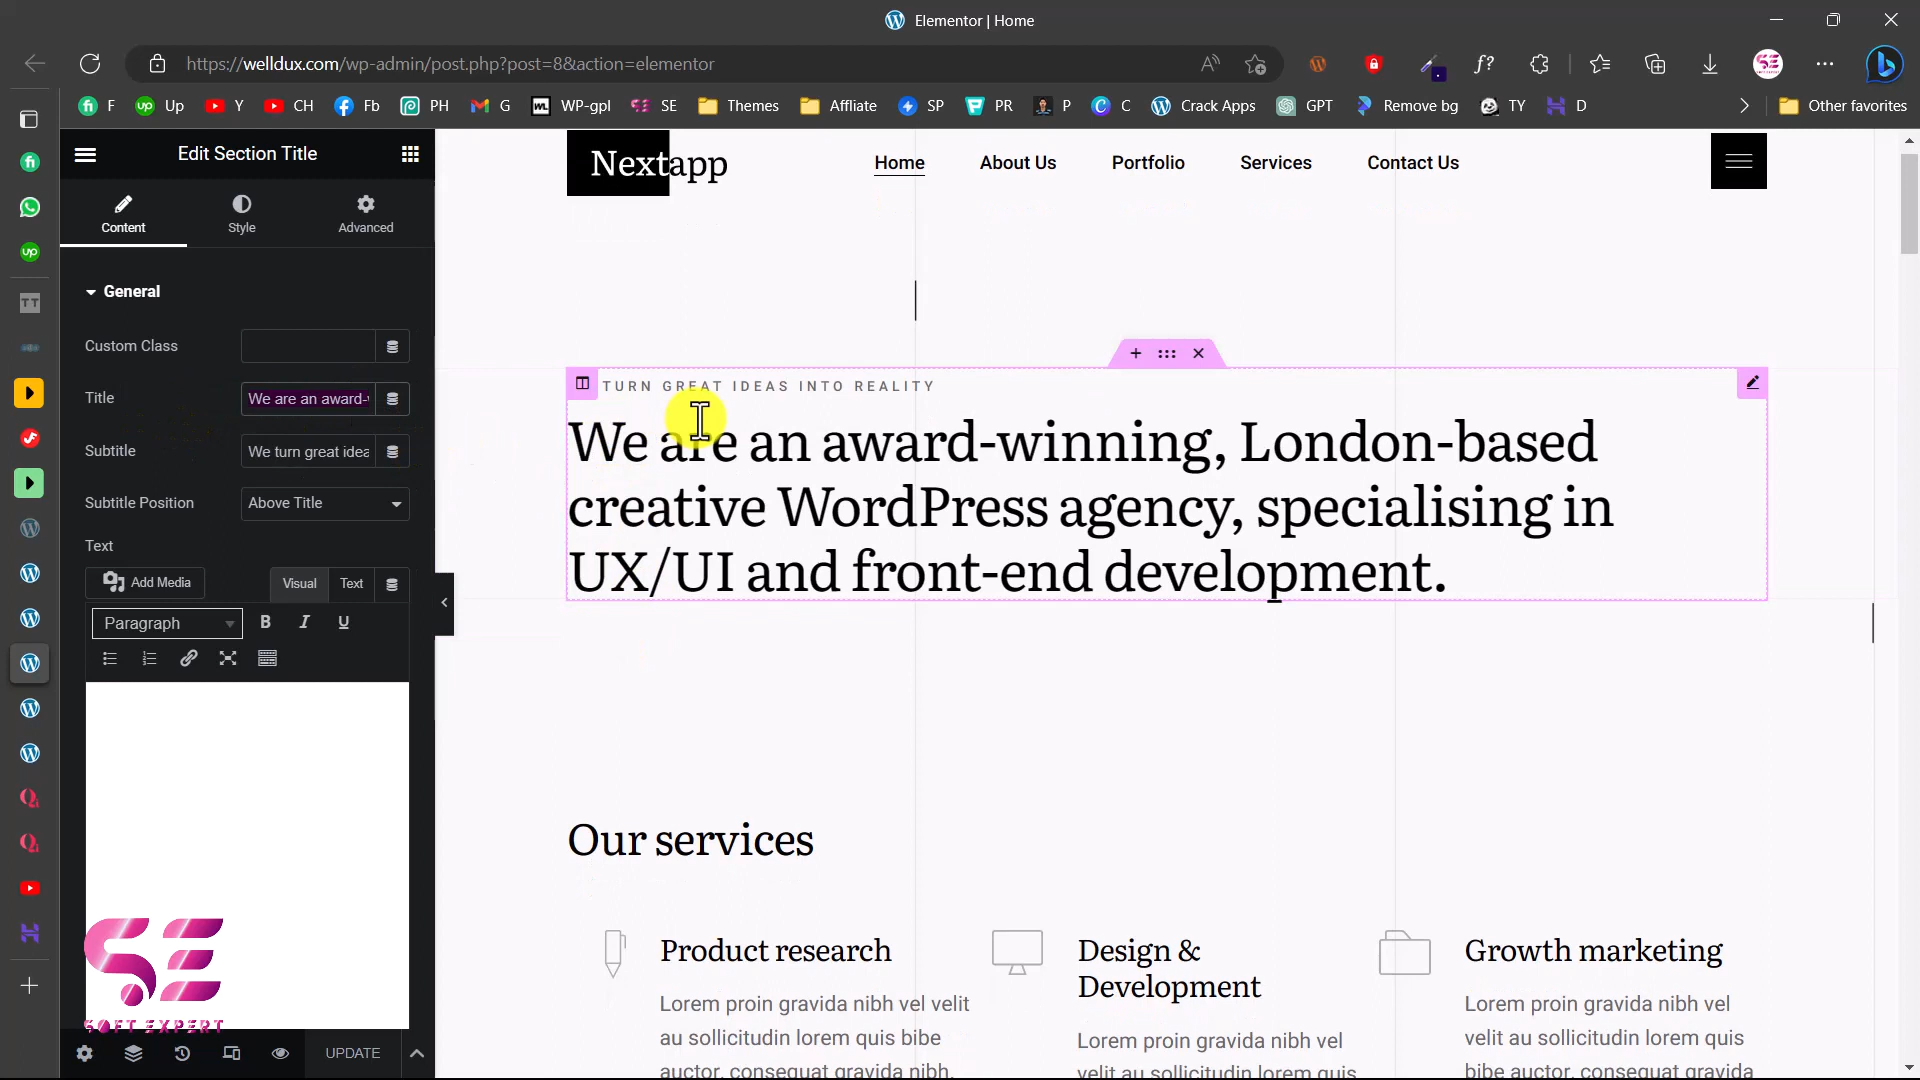 Elementor | Home
https://welldux.com/wp-admin/post.php?post=8&action=elementor
F Up Y CH Fb PH G WP-gpl SE Themes Affliate SP PR P C Crack Apps GPT Remove bg TY D Other favorites
Edit Section Title
Content Style Advanced
General
Custom Class
Title We are an award-
Subtitle We turn great idea
Subtitle Position Above Title
Text
Add Media Visual Text
Paragraph B I U
SOFT EXPERT
UPDATE
Nextapp
Home About Us Portfolio Services Contact Us
TURN GREAT IDEAS INTO REALITY
We are an award-winning, London-based
creative WordPress agency, specialising in
UX/UI and front-end development.
Our services
Product research
Lorem proin gravida nibh vel velit
au sollicitudin lorem quis bibe
auctor, consequat gravida nibh,
Design &
Development
Lorem proin gravida nibh vel
velit au sollicitudin lorem quis
Growth marketing
Lorem proin gravida nibh vel
velit au sollicitudin lorem quis
bibe auctor, consequat gravida